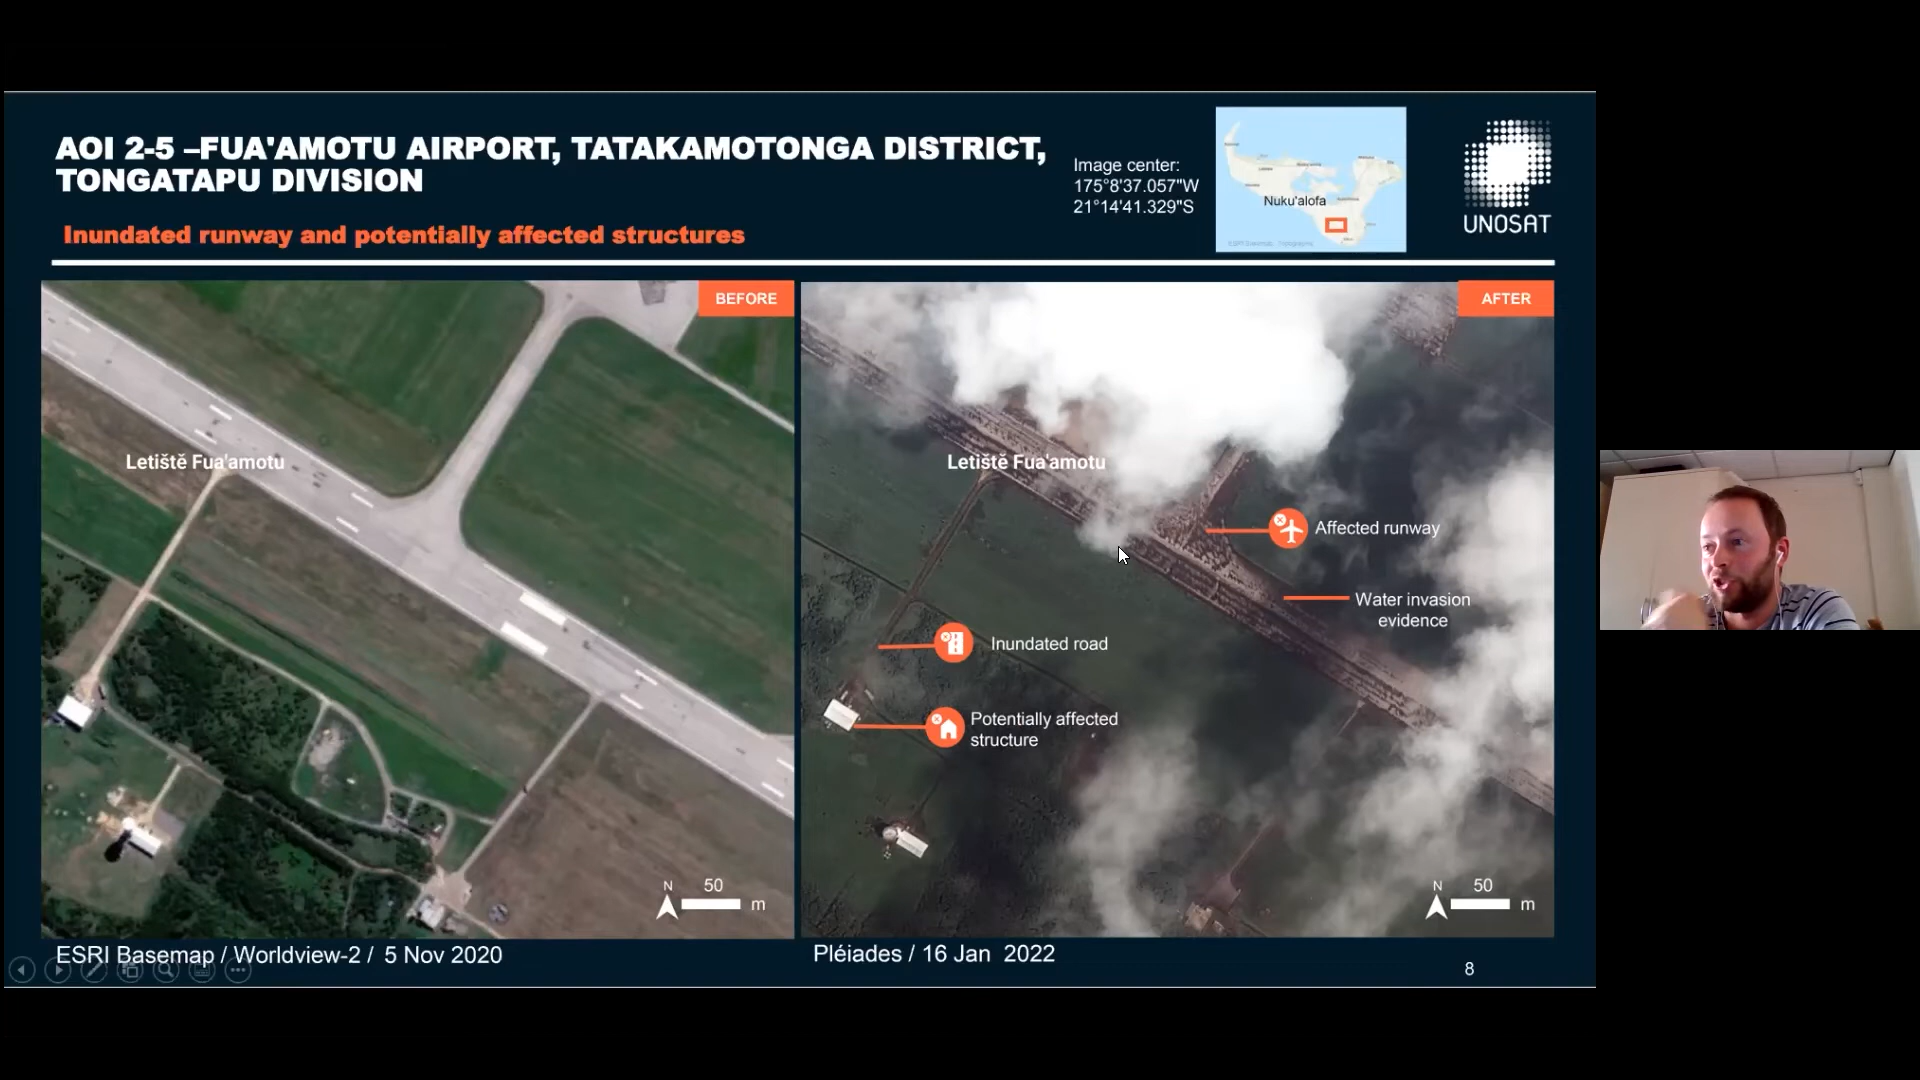 AOI 2-5 –FUA'AMOTU AIRPORT, TATAKAMOTONGA DISTRICT,
TONGATAPU DIVISION
Inundated runway and potentially affected structures
Image center:
175°8'37.057"W
21°14'41.329"S
Nuku'alofa
UNOSAT
BEFORE
Letiště Fua'amotu
N
50
m
ESRI Basemap / Worldview-2 / 5 Nov 2020
AFTER
Letiště Fua'amotu
Affected runway
Water invasion
evidence
Inundated road
Potentially affected
structure
N
50
m
Pléiades / 16 Jan 2022
8